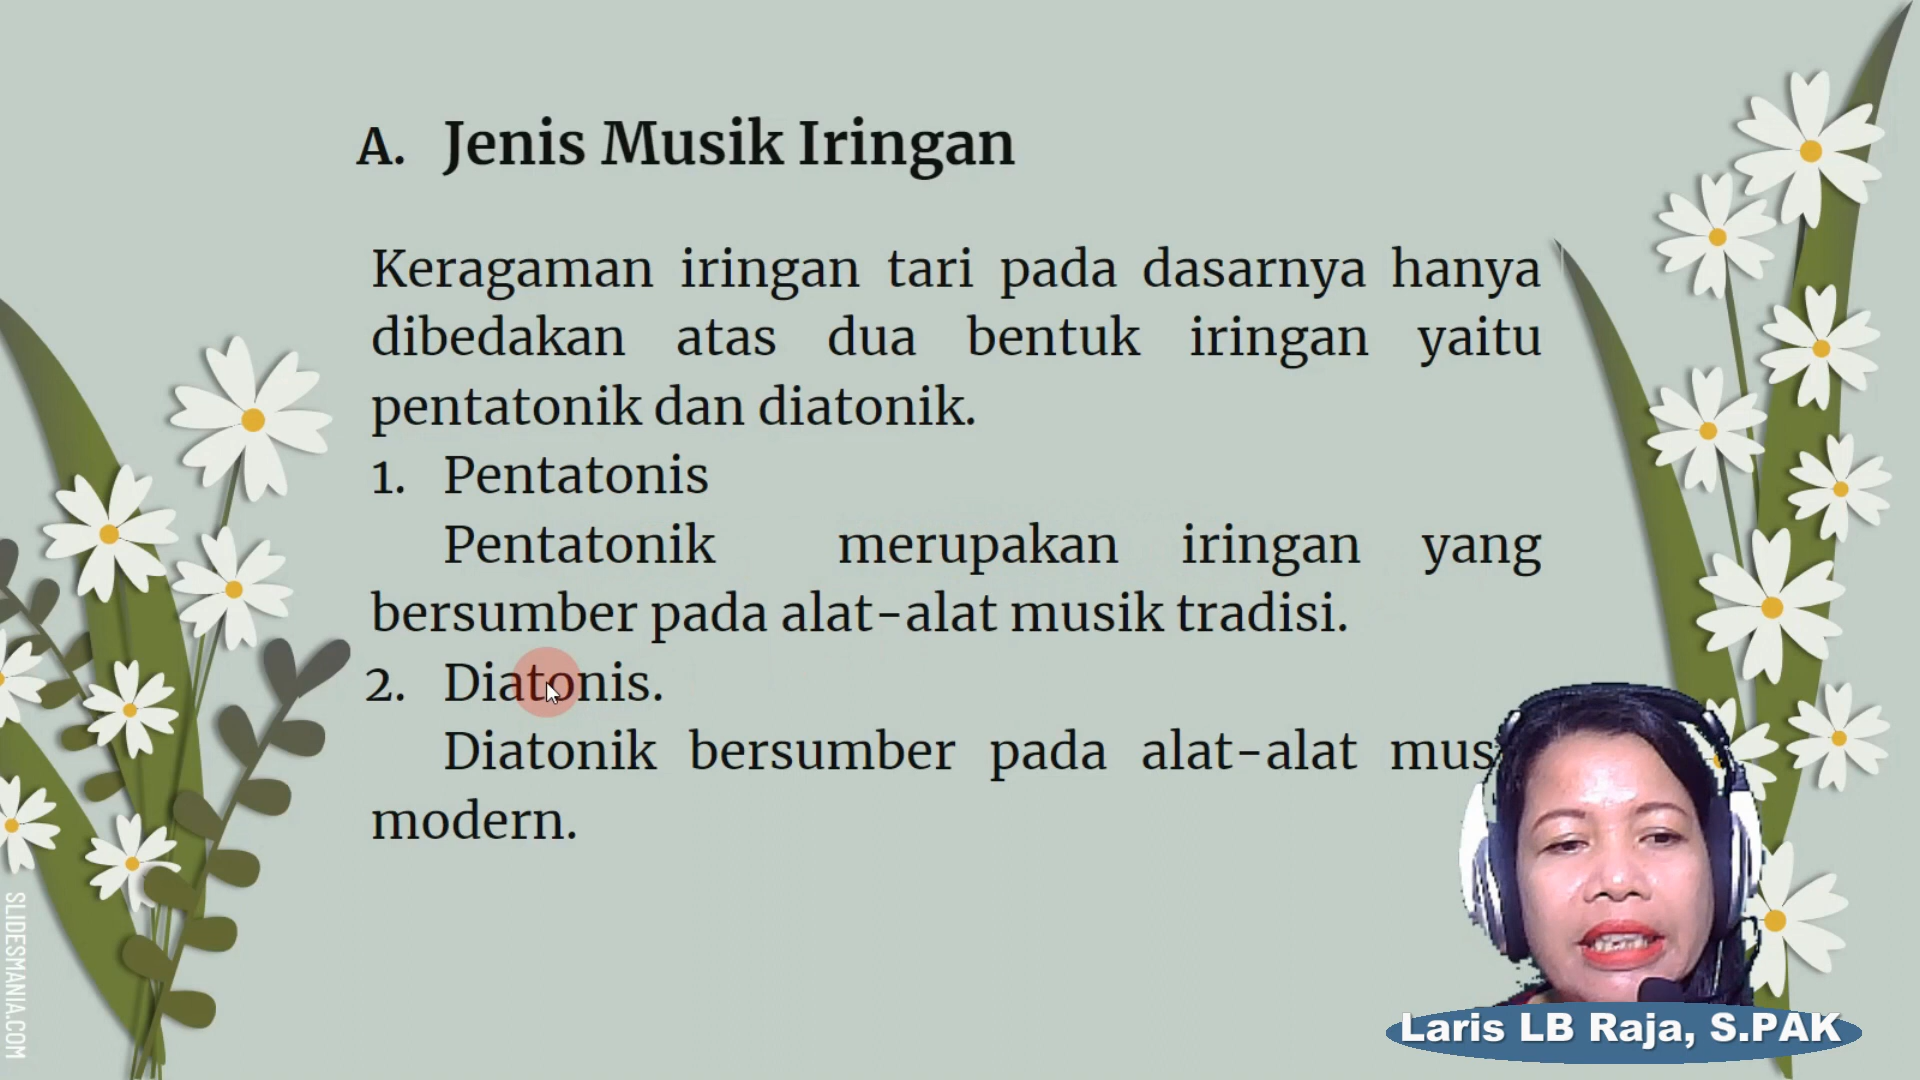 A. Jenis Musik Iringan
Keragaman iringan tari pada dasarnya hanya
dibedakan atas dua bentuk iringan yaitu
pentatonik dan diatonik.
1. Pentatonis
Pentatonik merupakan iringan yang
bersumber pada alat-alat musik tradisi.
2. Diatonis.
Diatonik bersumber pada alat-alat
modern.
Laris LB Raja, S.PAK
SLIDESMANIA.COM